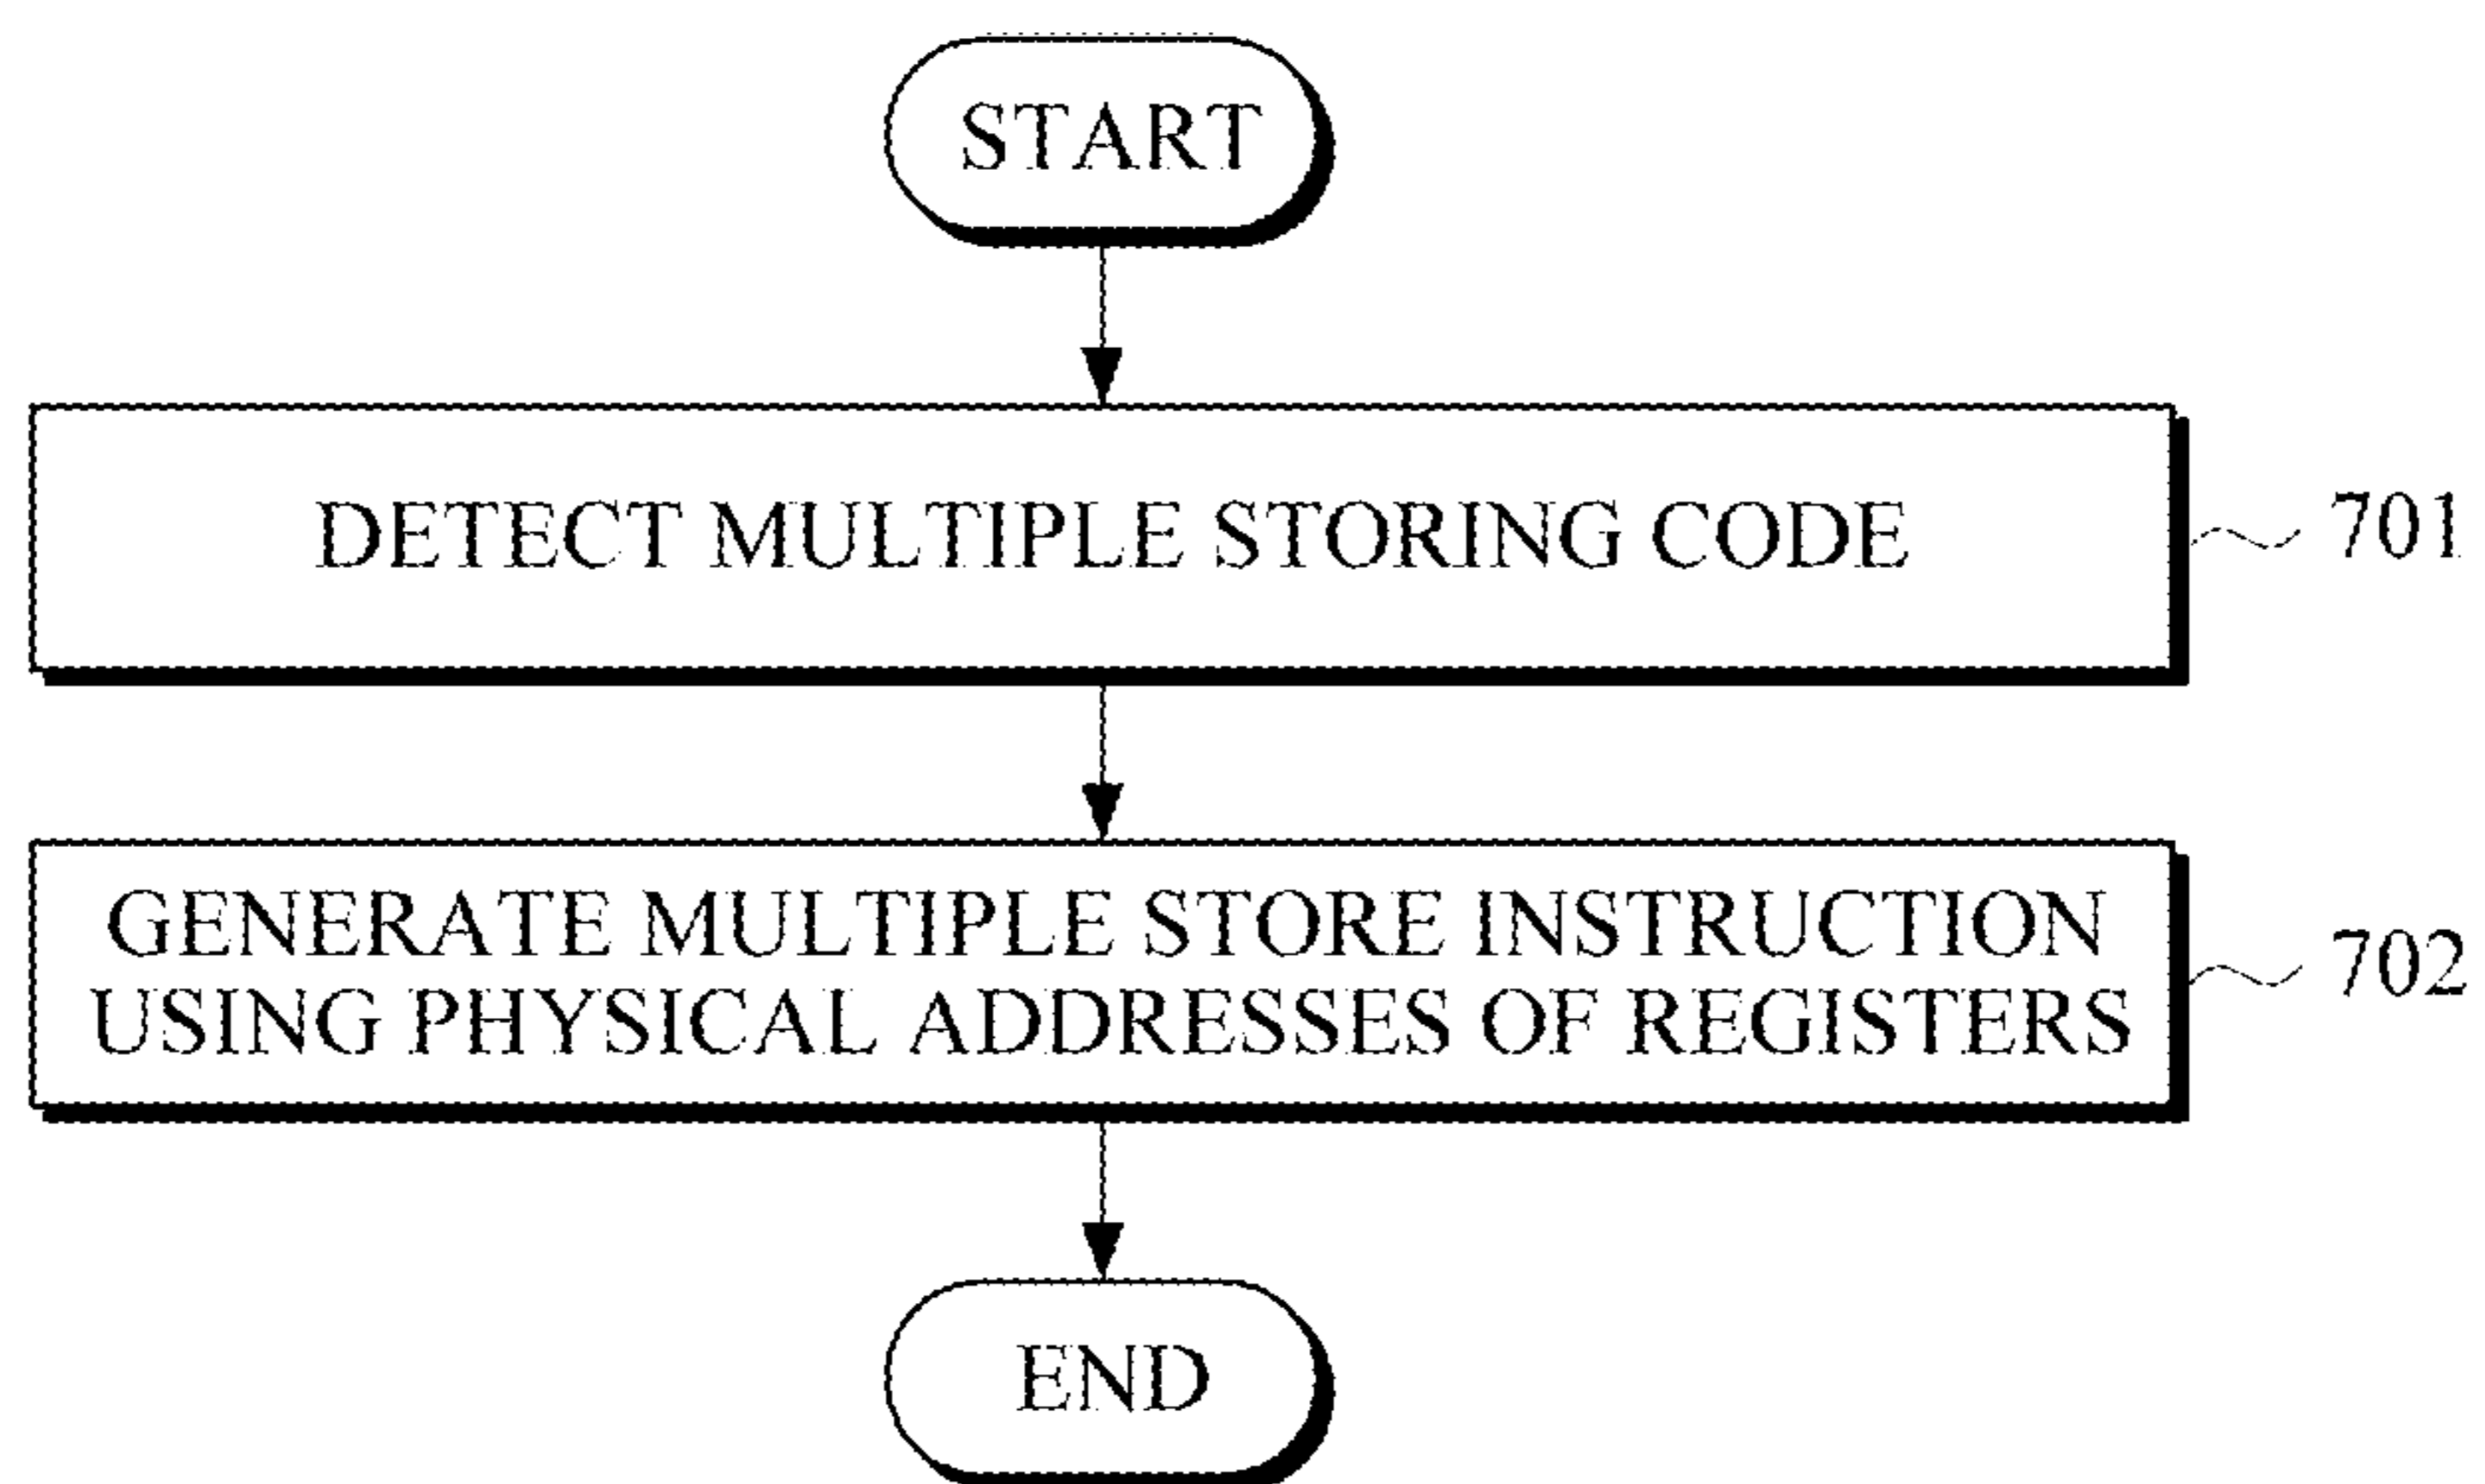 START
DETECT MULTIPLE STORING CODE
701
GENERATE MULTIPLE STORE INSTRUCTION
USING PHYSICAL ADDRESSES OF REGISTERS
702
END